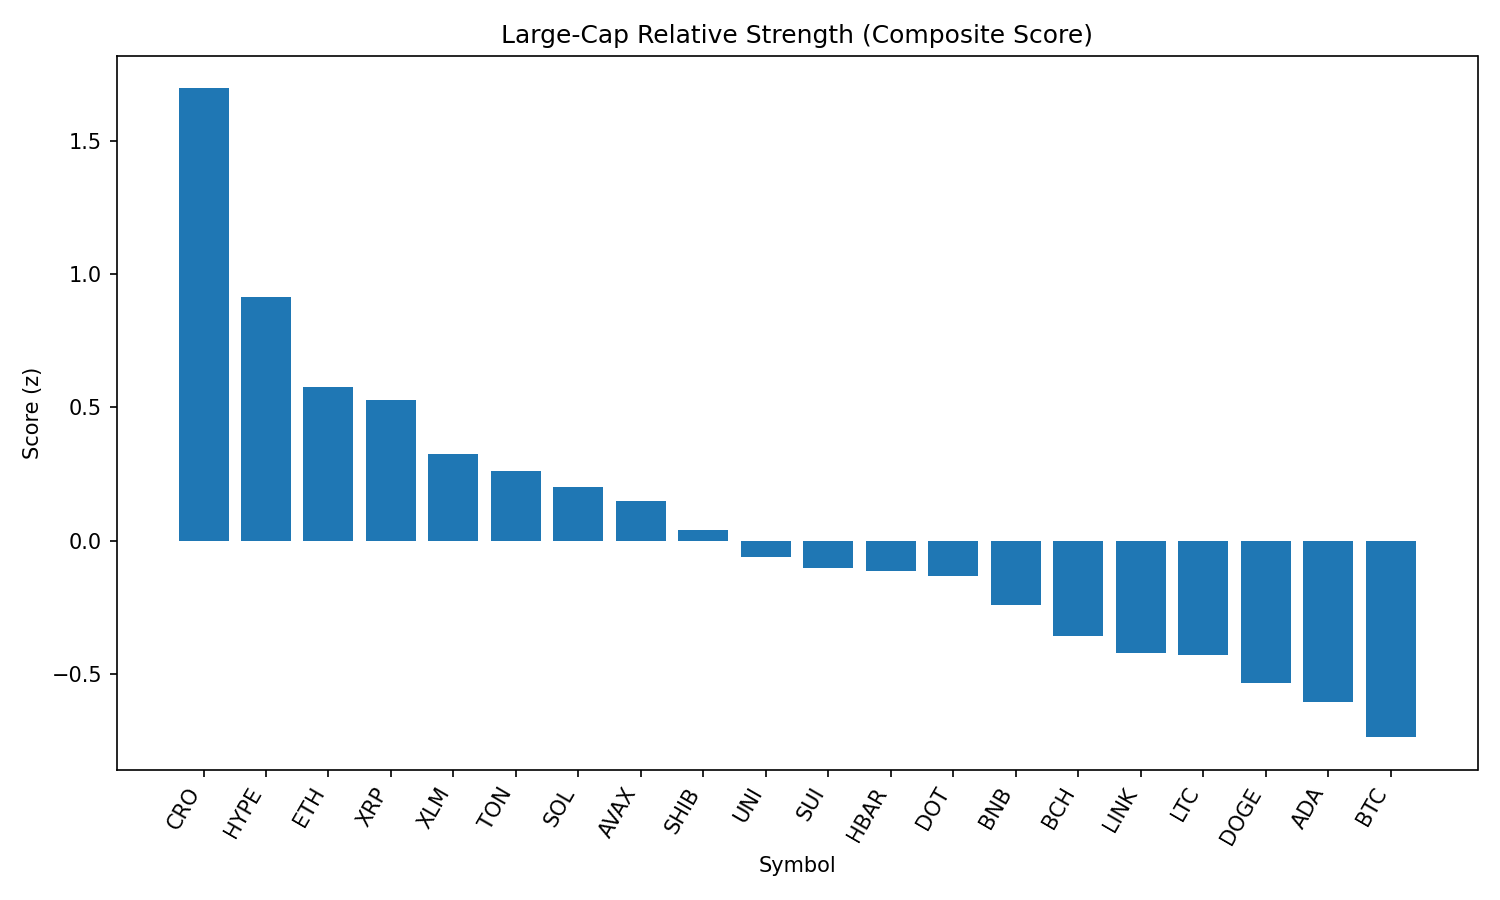 Large-Cap Relative Strength (Composite Score)
Score (z)
1.5
1.0
0.5
0.0
−0.5
CRO
HYPE
ETH
XRP
XLM
TON
SOL
AVAX
SHIB
UNI
SUI
HBAR
DOT
BNB
BCH
LINK
LTC
DOGE
ADA
BTC
Symbol